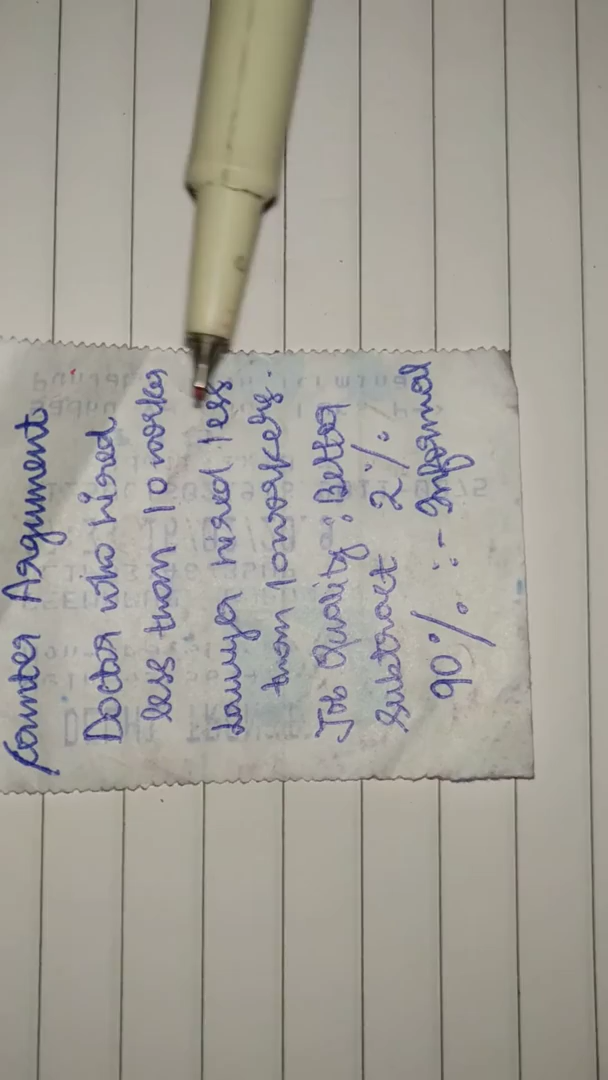 Counter Argument
Doctor who hired
less than 10 workers
Lawyer hired less
than 10 workers.
Job Quality : Better
Subtract 2%
90% :- Informal